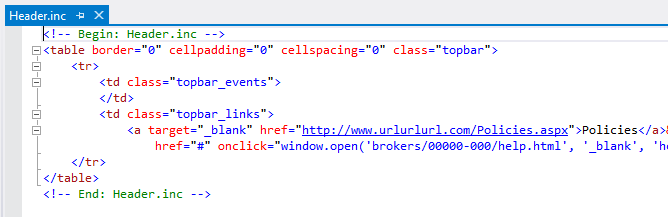 Header.inc
<!-- Begin: Header.inc -->
<table border="0" cellpadding="0" cellspacing="0" class="topbar">
<tr>
<td class="topbar_events">
</td>
<td class="topbar_links">
<a target="_blank" href="http://www.urlurlurl.com/Policies.aspx">Policies</a>&
href="#" onclick="window.open('brokers/00000-000/help.html', '_blank', 'he
</tr>
</table>
<!-- End: Header.inc -->